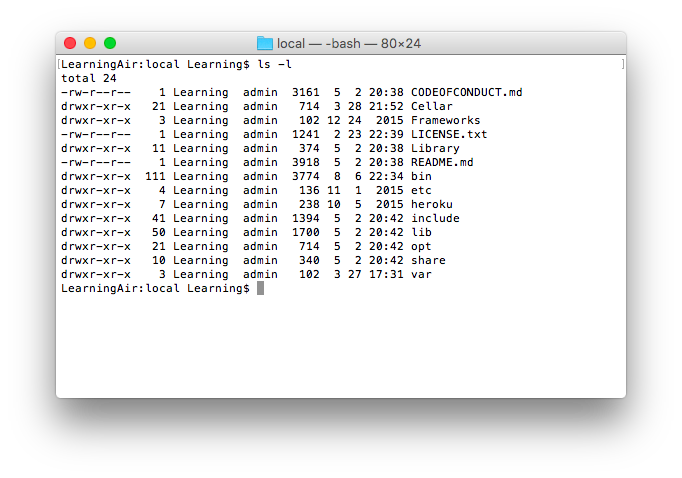 local — -bash — 80×24
[LearningAir:local Learning$ ls -l ]
total 24
-rw-r--r--    1 Learning  admin  3161  5  2 20:38 CODEOFCONDUCT.md
drwxr-xr-x   21 Learning  admin   714  3 28 21:52 Cellar
drwxr-xr-x    3 Learning  admin   102 12 24  2015 Frameworks
-rw-r--r--    1 Learning  admin  1241  2 23 22:39 LICENSE.txt
drwxr-xr-x   11 Learning  admin   374  5  2 20:38 Library
-rw-r--r--    1 Learning  admin  3918  5  2 20:38 README.md
drwxr-xr-x  111 Learning  admin  3774  8  6 22:34 bin
drwxr-xr-x    4 Learning  admin   136 11  1  2015 etc
drwxr-xr-x    7 Learning  admin   238 10  5  2015 heroku
drwxr-xr-x   41 Learning  admin  1394  5  2 20:42 include
drwxr-xr-x   50 Learning  admin  1700  5  2 20:42 lib
drwxr-xr-x   21 Learning  admin   714  5  2 20:42 opt
drwxr-xr-x   10 Learning  admin   340  5  2 20:42 share
drwxr-xr-x    3 Learning  admin   102  3 27 17:31 var
LearningAir:local Learning$